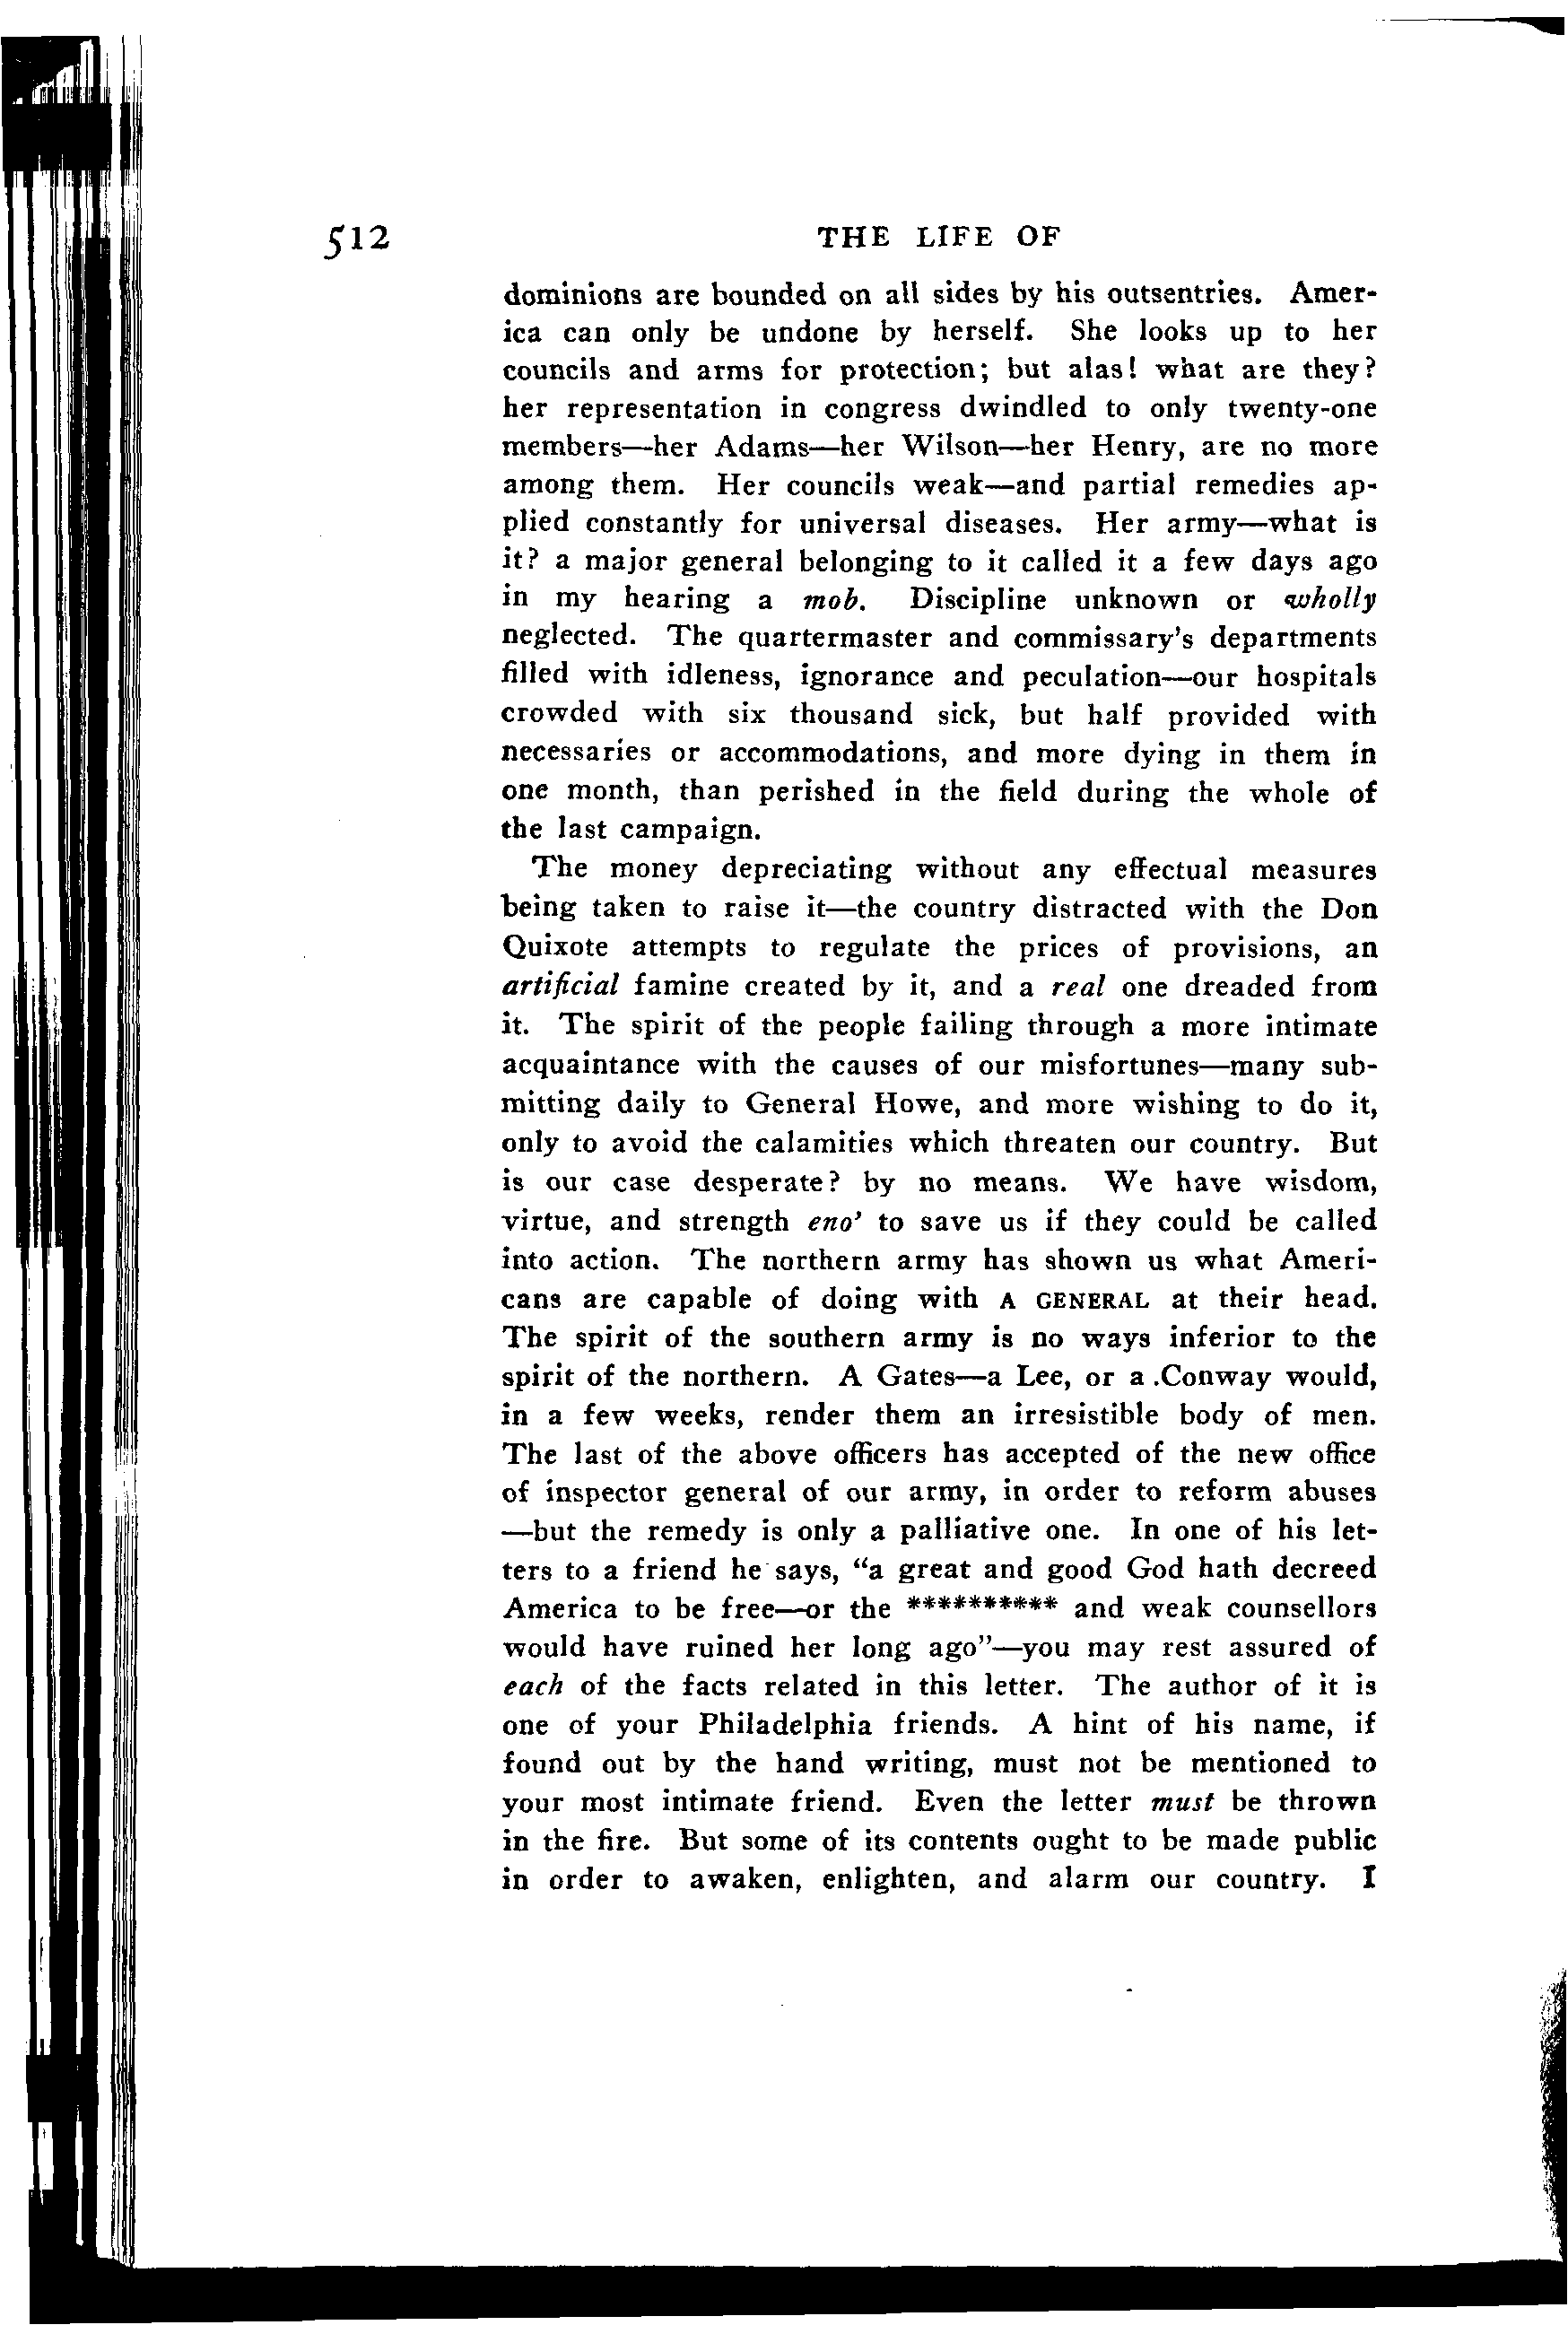 512 THE LIFE OF
dominions are bounded on all sides by his outsentries. Amer-
ica can only be undone by herself. She looks up to her
councils and arms for protection; but alas! what are they?
her representation in congress dwindled to only twenty-one
members—her Adams—her Wilson—her Henry, are no more
among them. Her councils weak—and partial remedies ap-
plied constantly for universal diseases. Her army—what is
it? a major general belonging to it called it a few days ago
in my hearing a mob. Discipline unknown or wholly
neglected. The quartermaster and commissary's departments
filled with idleness, ignorance and peculation—our hospitals
crowded with six thousand sick, but half provided with
necessaries or accommodations, and more dying in them in
one month, than perished in the field during the whole of
the last campaign.
The money depreciating without any effectual measures
being taken to raise it—the country distracted with the Don
Quixote attempts to regulate the prices of provisions, an
artificial famine created by it, and a real one dreaded from
it. The spirit of the people failing through a more intimate
acquaintance with the causes of our misfortunes—many sub-
mitting daily to General Howe, and more wishing to do it,
only to avoid the calamities which threaten our country. But
is our case desperate? by no means. We have wisdom,
virtue, and strength eno' to save us if they could be called
into action. The northern army has shown us what Ameri-
cans are capable of doing with A GENERAL at their head.
The spirit of the southern army is no ways inferior to the
spirit of the northern. A Gates—a Lee, or a .Conway would,
in a few weeks, render them an irresistible body of men.
The last of the above officers has accepted of the new office
of inspector general of our army, in order to reform abuses
—but the remedy is only a palliative one. In one of his let-
ters to a friend he says, "a great and good God hath decreed
America to be free—or the ********** and weak counsellors
would have ruined her long ago"—you may rest assured of
each of the facts related in this letter. The author of it is
one of your Philadelphia friends. A hint of his name, if
found out by the hand writing, must not be mentioned to
your most intimate friend. Even the letter must be thrown
in the fire. But some of its contents ought to be made public
in order to awaken, enlighten, and alarm our country. I